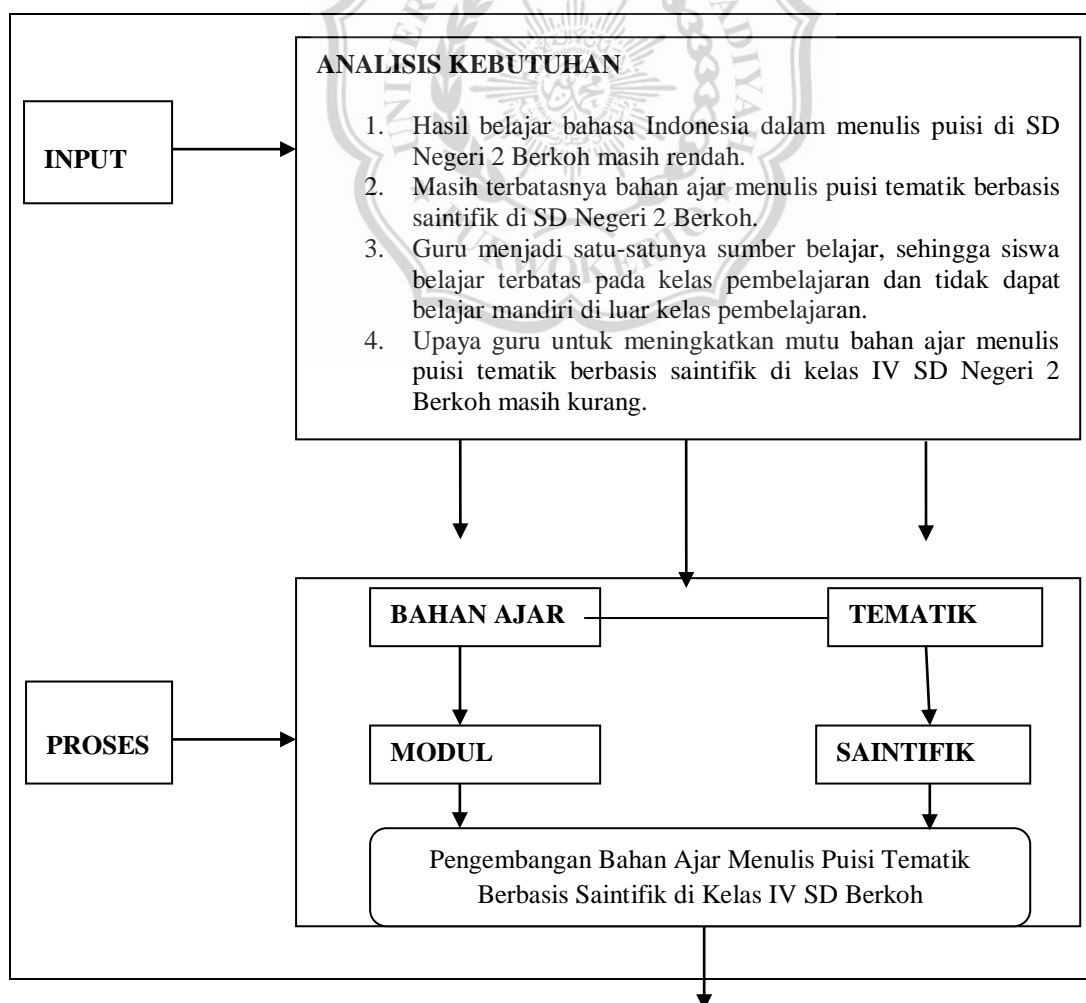 ANALISIS KEBUTUHAN
INPUT
1. Hasil belajar bahasa Indonesia dalam menulis puisi di SD
Negeri 2 Berkoh masih rendah.
2. Masih terbatasnya bahan ajar menulis puisi tematik berbasis
saintifik di SD Negeri 2 Berkoh.
3. Guru menjadi satu-satunya sumber belajar, sehingga siswa
belajar terbatas pada kelas pembelajaran dan tidak dapat
belajar mandiri di luar kelas pembelajaran.
4. Upaya guru untuk meningkatkan mutu bahan ajar menulis
puisi tematik berbasis saintifik di kelas IV SD Negeri 2
Berkoh masih kurang.
BAHAN AJAR
TEMATIK
PROSES
MODUL
SAINTIFIK
Pengembangan Bahan Ajar Menulis Puisi Tematik
Berbasis Saintifik di Kelas IV SD Berkoh
PURWOKERTO